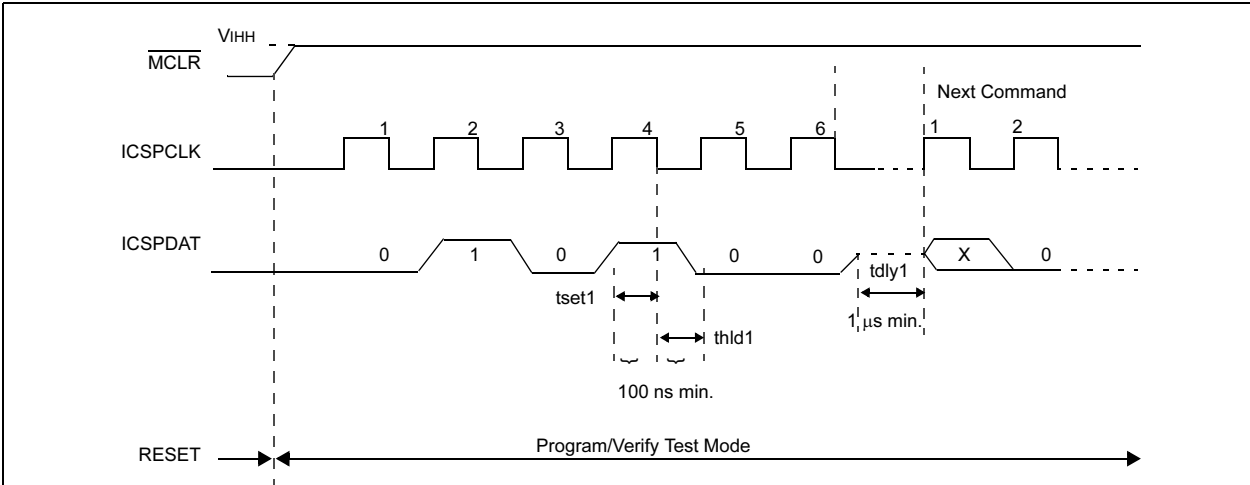 VIHH
MCLR
Next Command
1 2 3 4 5 6 1 2
ICSPCLK
ICSPDAT
0 1 0 1 0 0 X 0
tdly1
tset1
1 μs min.
thld1
100 ns min.
RESET Program/Verify Test Mode